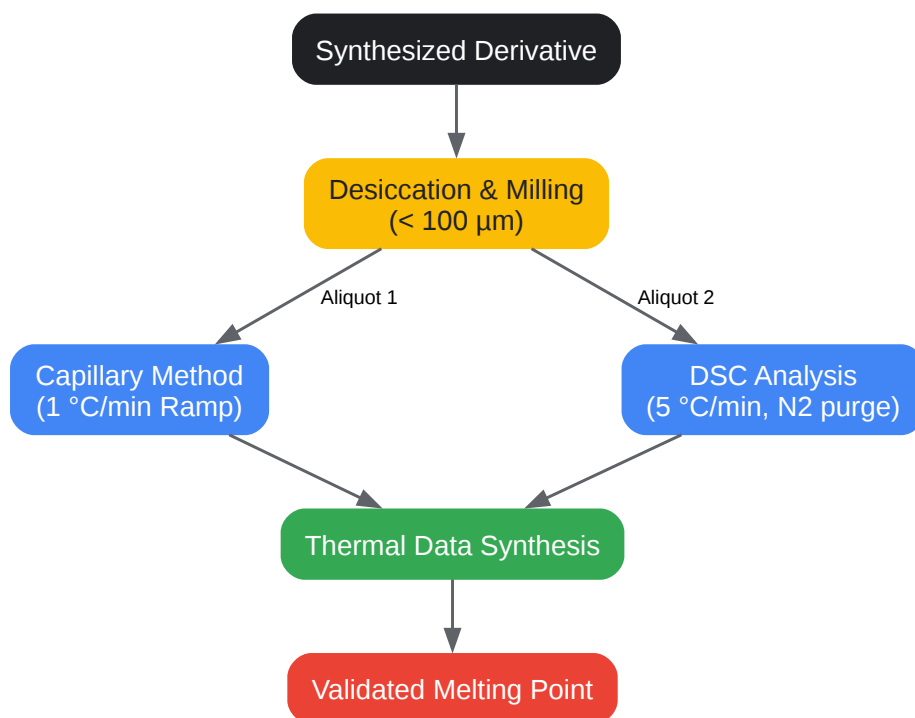 Synthesized Derivative
Desiccation & Milling
(< 100 µm)
Aliquot 1
Aliquot 2
Capillary Method
(1 °C/min Ramp)
DSC Analysis
(5 °C/min, N2 purge)
Thermal Data Synthesis
Validated Melting Point